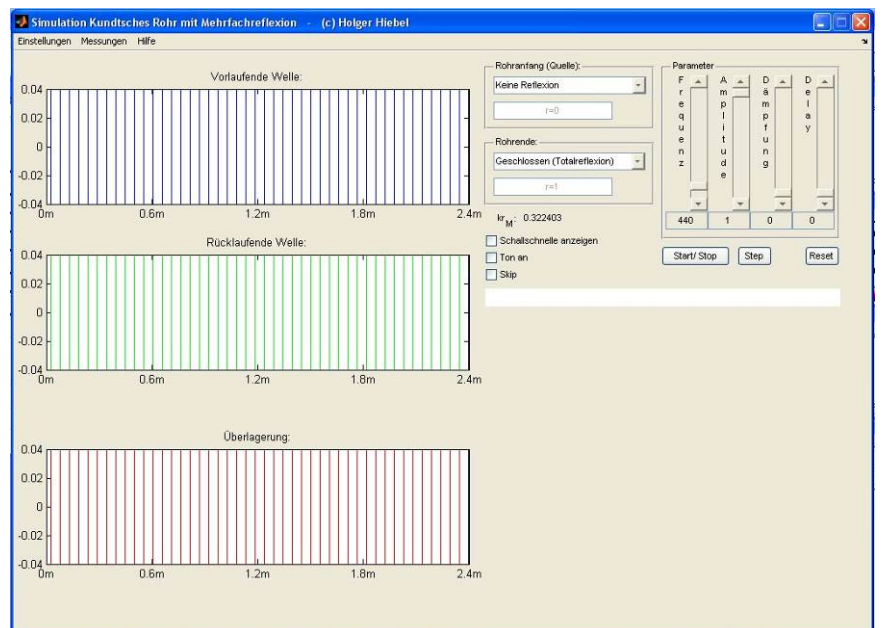 Simulation Kundtsches Rohr mit Mehrfachreflexion - (c) Holger Hiebel
Einstellungen Messungen Hilfe
Vorlaufende Welle:
0.04
0.02
0
-0.02
-0.04
0m 0.6m 1.2m 1.8m 2.4m
Rücklaufende Welle:
0.04
0.02
0
-0.02
-0.04
0m 0.6m 1.2m 1.8m 2.4m
Überlagerung:
0.04
0.02
0
-0.02
-0.04
0m 0.6m 1.2m 1.8m 2.4m
Rohranfang (Quelle):
Keine Reflexion
r=0
Rohrende:
Geschlossen (Totalreflexion)
r=1
kr_M: 0.322403
Schallschnelle anzeigen
Ton an
Skip
Parameter
Frequenz
Amplitude
Dämpfung
Delay
440 1 0 0
Start/ Stop Step Reset